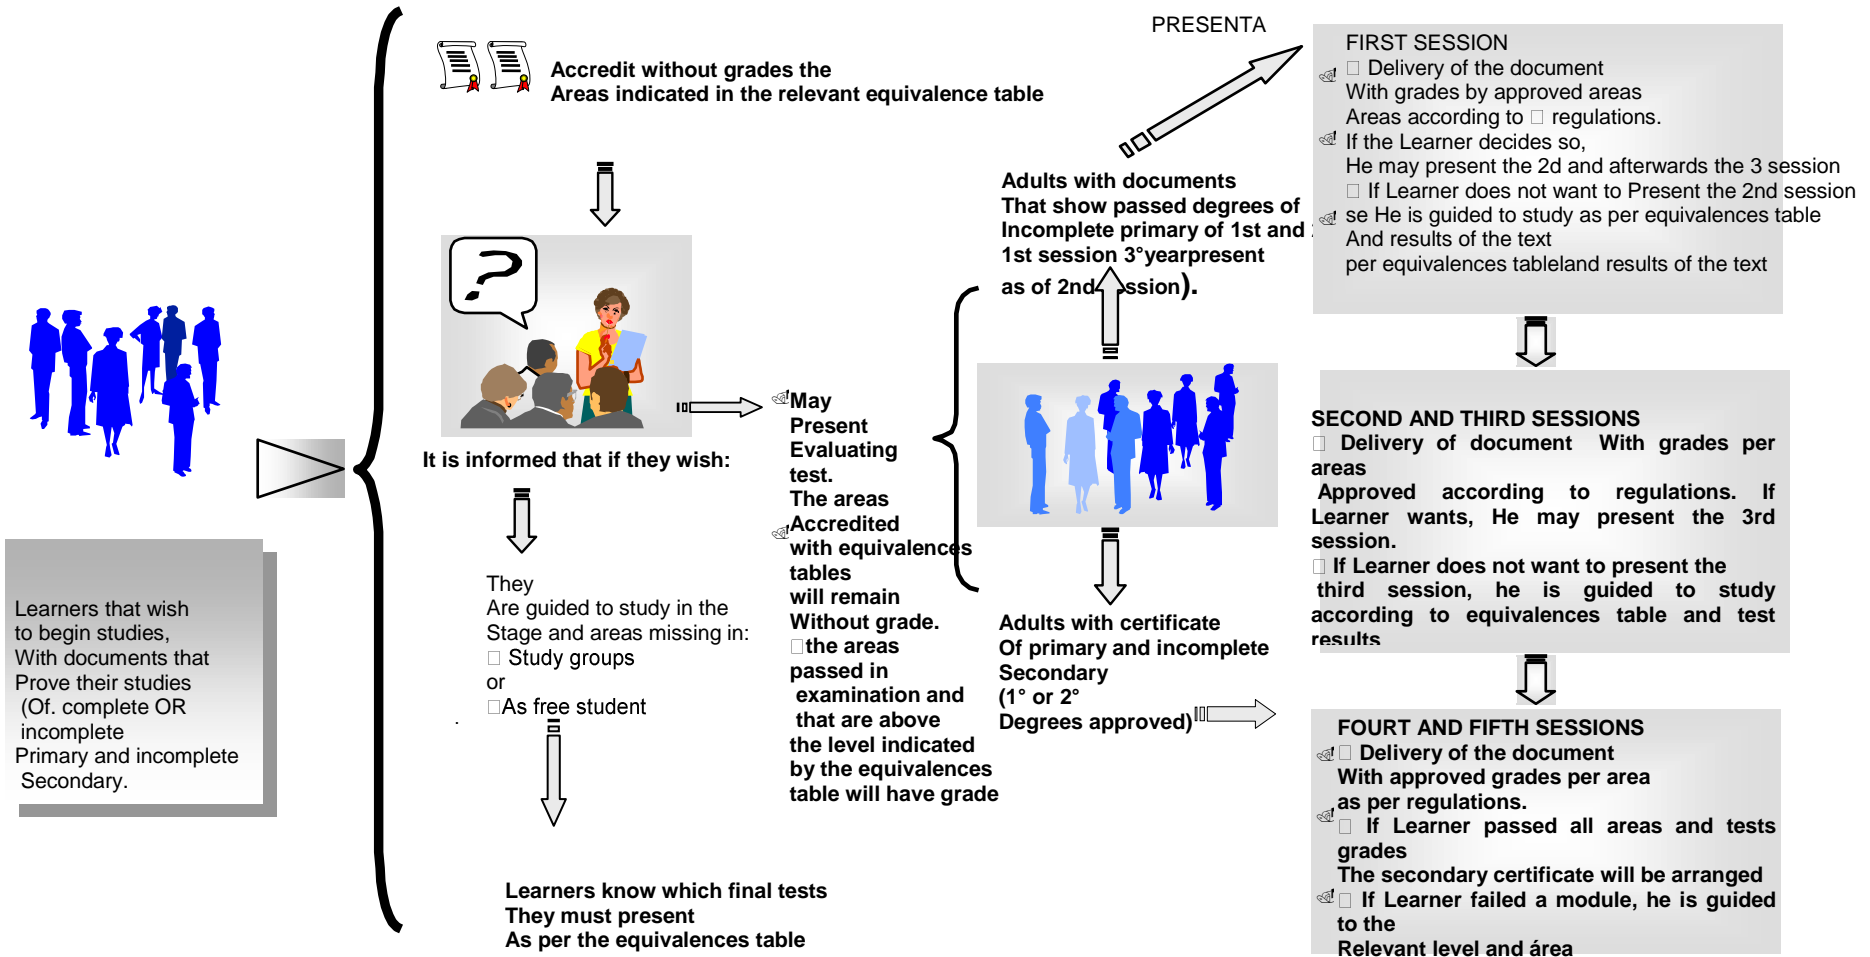 Learners that wish
to begin studies,
With documents that
Prove their studies
(Of. complete OR
incomplete
Primary and incomplete
Secondary.
Accredit without grades the
Areas indicated in the relevant equivalence table
?
It is informed that if they wish:
They
Are guided to study in the
Stage and areas missing in:
□ Study groups
or
□As free student
.
Learners know which final tests
They must present
As per the equivalences table
May
Present
Evaluating
test.
The areas
Accredited
with equivalences
tables
will remain
Without grade.
□the areas
passed in
examination and
that are above
the level indicated
by the equivalences
table will have grade
PRESENTA
Adults with documents
That show passed degrees of
Incomplete primary of 1st and
1st session 3°yearpresent
as of 2nd ssion).
Adults with certificate
Of primary and incomplete
Secondary
(1° or 2°
Degrees approved)
FIRST SESSION
□ Delivery of the document
With grades by approved areas
Areas according to □ regulations.
If the Learner decides so,
He may present the 2d and afterwards the 3 session
□ If Learner does not want to Present the 2nd session
se He is guided to study as per equivalences table
And results of the text
per equivalences tableland results of the text
SECOND AND THIRD SESSIONS
□ Delivery of document With grades per
areas
Approved according to regulations. If
Learner wants, He may present the 3rd
session.
□ If Learner does not want to present the
third session, he is guided to study
according to equivalences table and test
results
FOURT AND FIFTH SESSIONS
□ Delivery of the document
With approved grades per area
as per regulations.
□ If Learner passed all areas and tests
grades
The secondary certificate will be arranged
□ If Learner failed a module, he is guided
to the
Relevant level and área